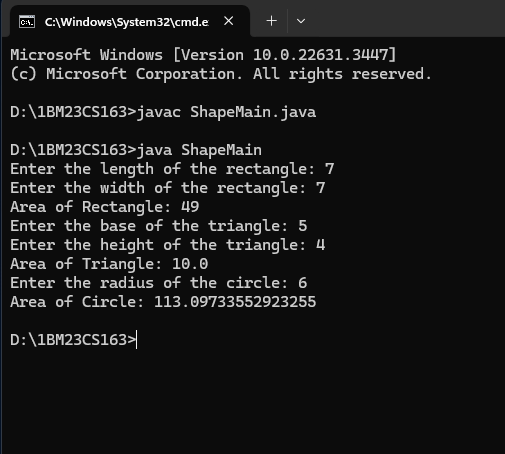 C:\Windows\System32\cmd.e
Microsoft Windows [Version 10.0.22631.3447]
(c) Microsoft Corporation. All rights reserved.
D:\1BM23CS163>javac ShapeMain.java
D:\1BM23CS163>java ShapeMain
Enter the length of the rectangle: 7
Enter the width of the rectangle: 7
Area of Rectangle: 49
Enter the base of the triangle: 5
Enter the height of the triangle: 4
Area of Triangle: 10.0
Enter the radius of the circle: 6
Area of Circle: 113.09733552923255
D:\1BM23CS163>